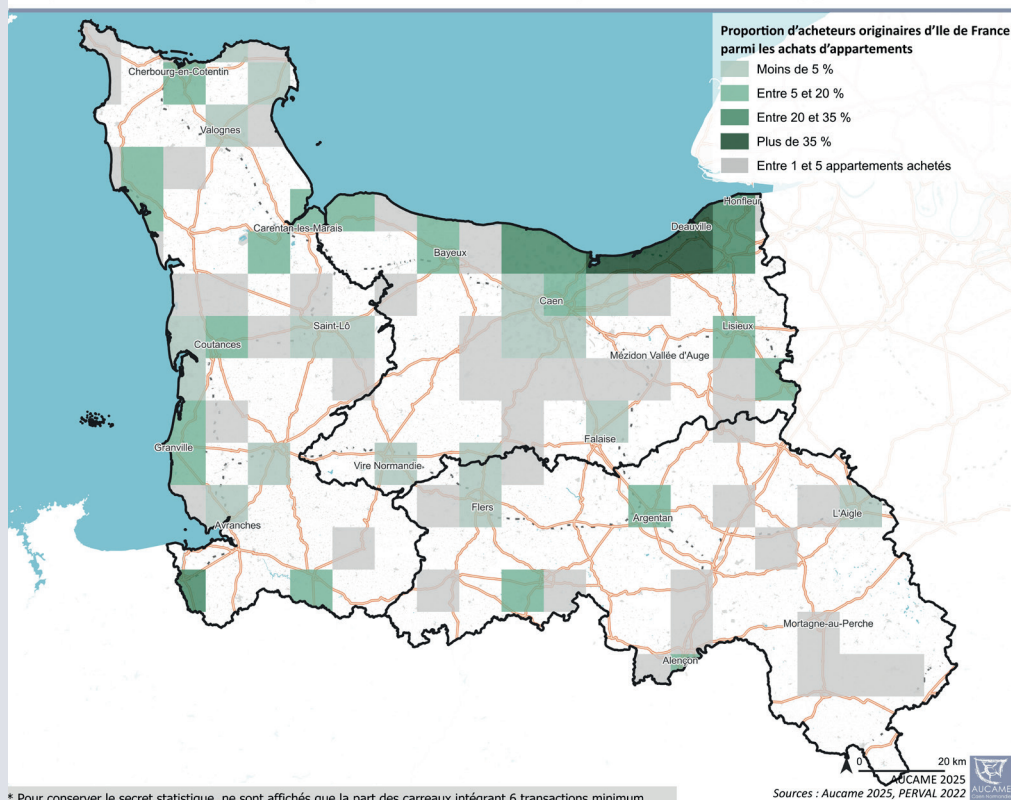 Proportion d’acheteurs originaires d’Ile de France
parmi les achats d’appartements
Moins de 5 %
Entre 5 et 20 %
Entre 20 et 35 %
Plus de 35 %
Entre 1 et 5 appartements achetés
Cherbourg-en-Cotentin
Valognes
Honfleur
Carentan-les-Marais
Deauville
Bayeux
Caen
Saint-Lô
Lisieux
Coutances
Mézidon Vallée d'Auge
Falaise
Granville
Vire Normandie
Flers
L'Aigle
Argentan
Avranches
Mortagne-au-Perche
Alençon
0 20 km
AUCAME 2025
Sources : Aucame 2025, PERVAL 2022
AUCAME
* Pour conserver le secret statistique, ne sont affichés que la part des carreaux intégrant 6 transactions minimum